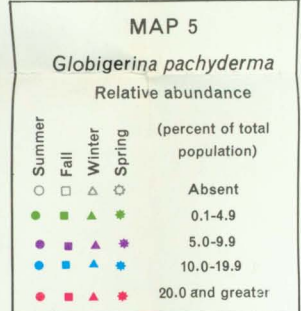 MAP 5
Globigerina pachyderma
Relative abundance
Summer
Fall
Winter
Spring
(percent of total
population)
Absent
0.1-4.9
5.0-9.9
10.0-19.9
20.0 and greater